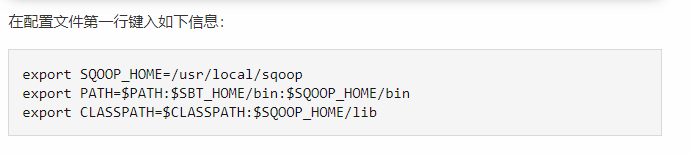 在配置文件第一行键入如下信息：
export SQOOP_HOME=/usr/local/sqoop
export PATH=$PATH:$SBT_HOME/bin:$SQOOP_HOME/bin
export CLASSPATH=$CLASSPATH:$SQOOP_HOME/lib